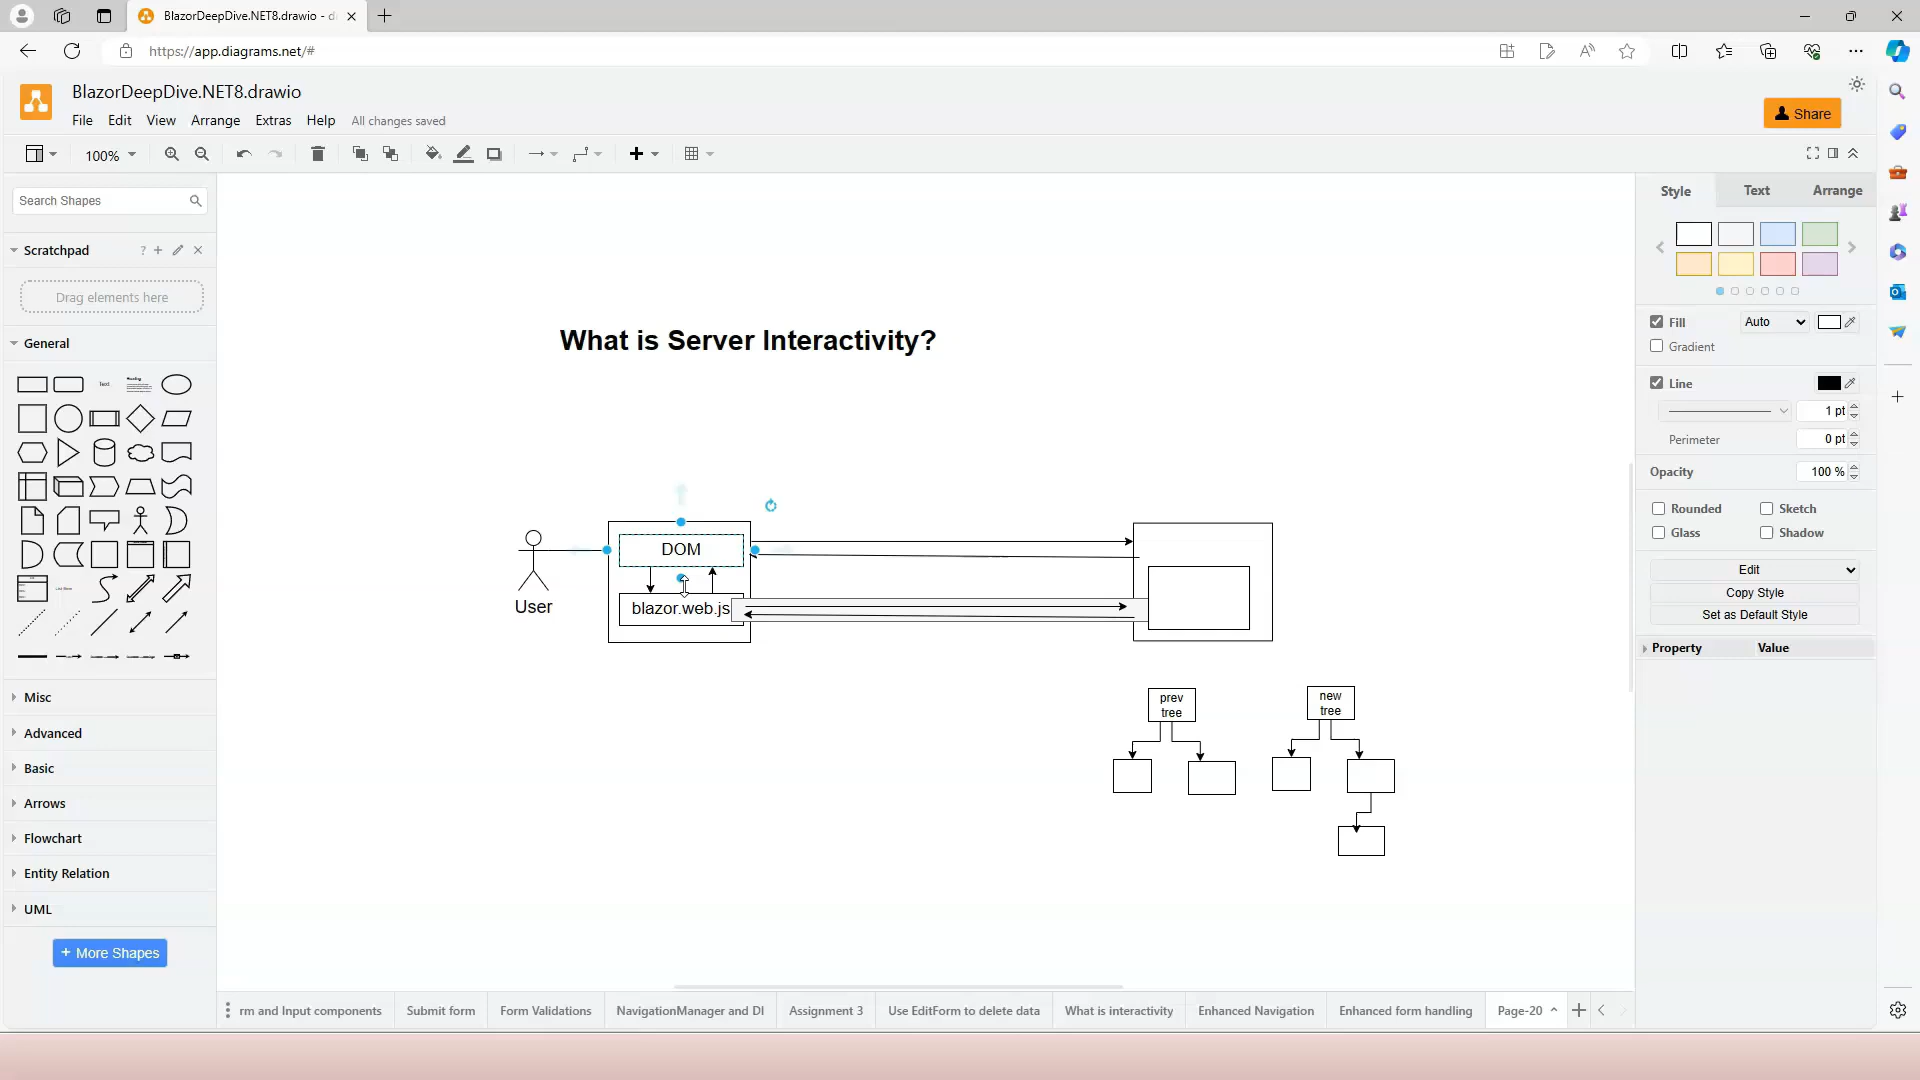 BlazorDeepDive.NET8.drawio - d
https://app.diagrams.net/#
BlazorDeepDive.NET8.drawio
File Edit View Arrange Extras Help All changes saved
Share
100%
Search Shapes
Scratchpad
?
Drag elements here
General
Text
Heading
Misc
Advanced
Basic
Arrows
Flowchart
Entity Relation
UML
+ More Shapes
What is Server Interactivity?
User
DOM
blazor.web.js
prev
tree
new
tree
Style Text Arrange
Fill Auto
Gradient
Line
1 pt
Perimeter 0 pt
Opacity 100 %
Rounded Sketch
Glass Shadow
Edit
Copy Style
Set as Default Style
Property Value
rm and Input components Submit form Form Validations NavigationManager and DI Assignment 3 Use EditForm to delete data What is interactivity Enhanced Navigation Enhanced form handling Page-20